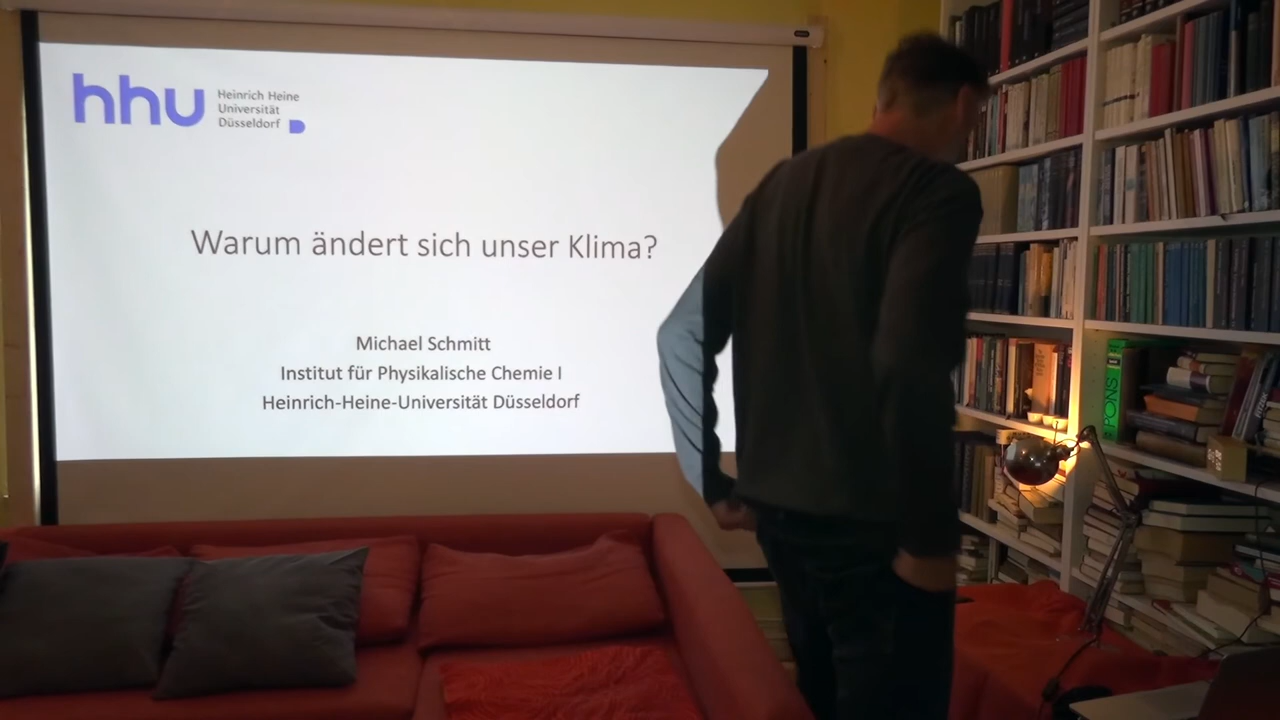 hhu
Heinrich Heine
Universität
Düsseldorf
Warum ändert sich unser Klima?
Michael Schmitt
Institut für Physikalische Chemie I
Heinrich-Heine-Universität Düsseldorf
PONS